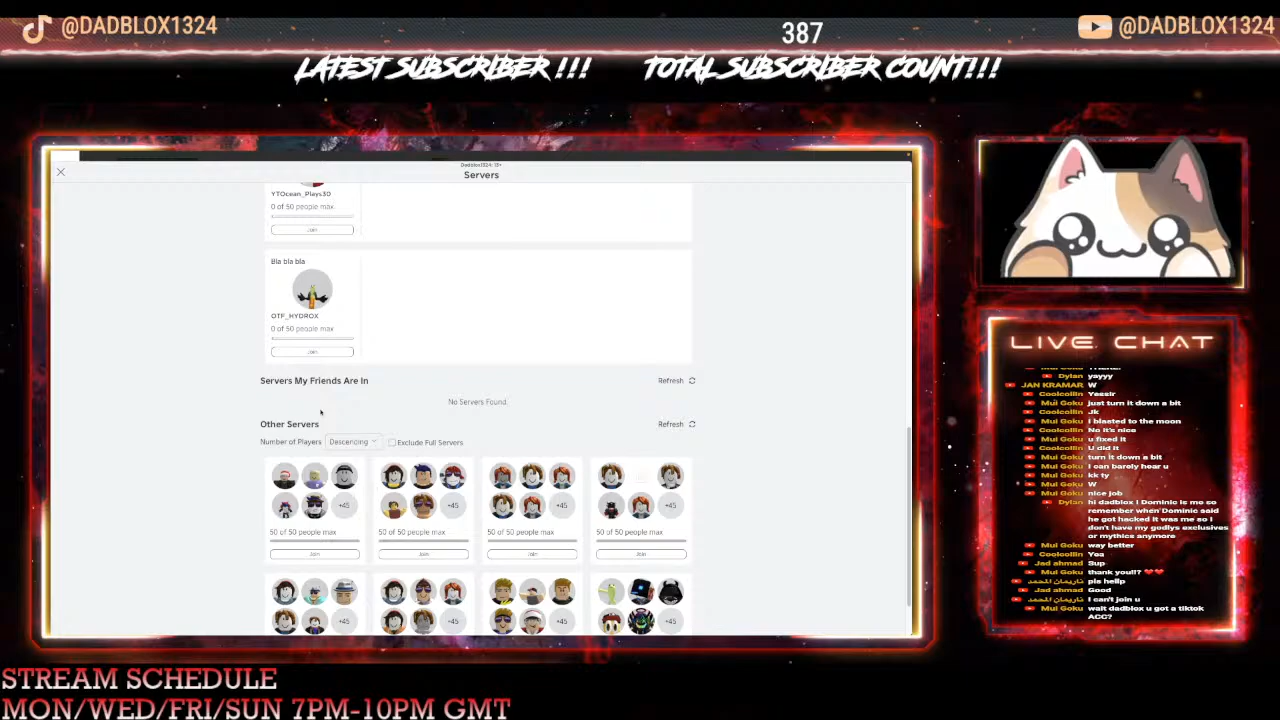 @DADBLOX1324
387
@DADBLOX1324
LATEST SUBSCRIBER !!!
TOTAL SUBSCRIBER COUNT!!!
Dadblox1324: 13+
Servers
YTOcean_Plays30
0 of 50 people max
Join
Bla bla bla
OTF_HYDROX
0 of 50 people max
Join
Servers My Friends Are In
Refresh
No Servers Found.
Other Servers
Refresh
Number of Players
Descending
Exclude Full Servers
+45
+45
+45
+45
50 of 50 people max
50 of 50 people max
50 of 50 people max
50 of 50 people max
Join
Join
Join
Join
+45
+45
+45
+45
LIVE CHAT
Dylan yayyy
JAN KRAMAR W
Coolcollin Yessir
Mui Goku just turn it down a bit
Coolcollin Jk
Mui Goku i blasted to the moon
Coolcollin No it's nice
Mui Goku u fixed it
Coolcollin U did it
Mui Goku turn it down a bit
Mui Goku i can barely hear u
Mui Goku kk ty
Mui Goku W
Mui Goku nice job
Dylan hi dadblox I Dominic is me so
remember when Dominic said
he got hacked it was me so I
don't have my godlys exclusives
or mythics anymore
Mui Goku way better
Coolcollin Yea
Jad ahmad Sup
Mui Goku thank you!!? ❤️❤️
ناريمان المحمد pls hellp
Jad ahmad Good
ناريمان المحمد I can't join u
Mui Goku wait dadblox u got a tiktok
ACC?
STREAM SCHEDULE
MON/WED/FRI/SUN 7PM-10PM GMT